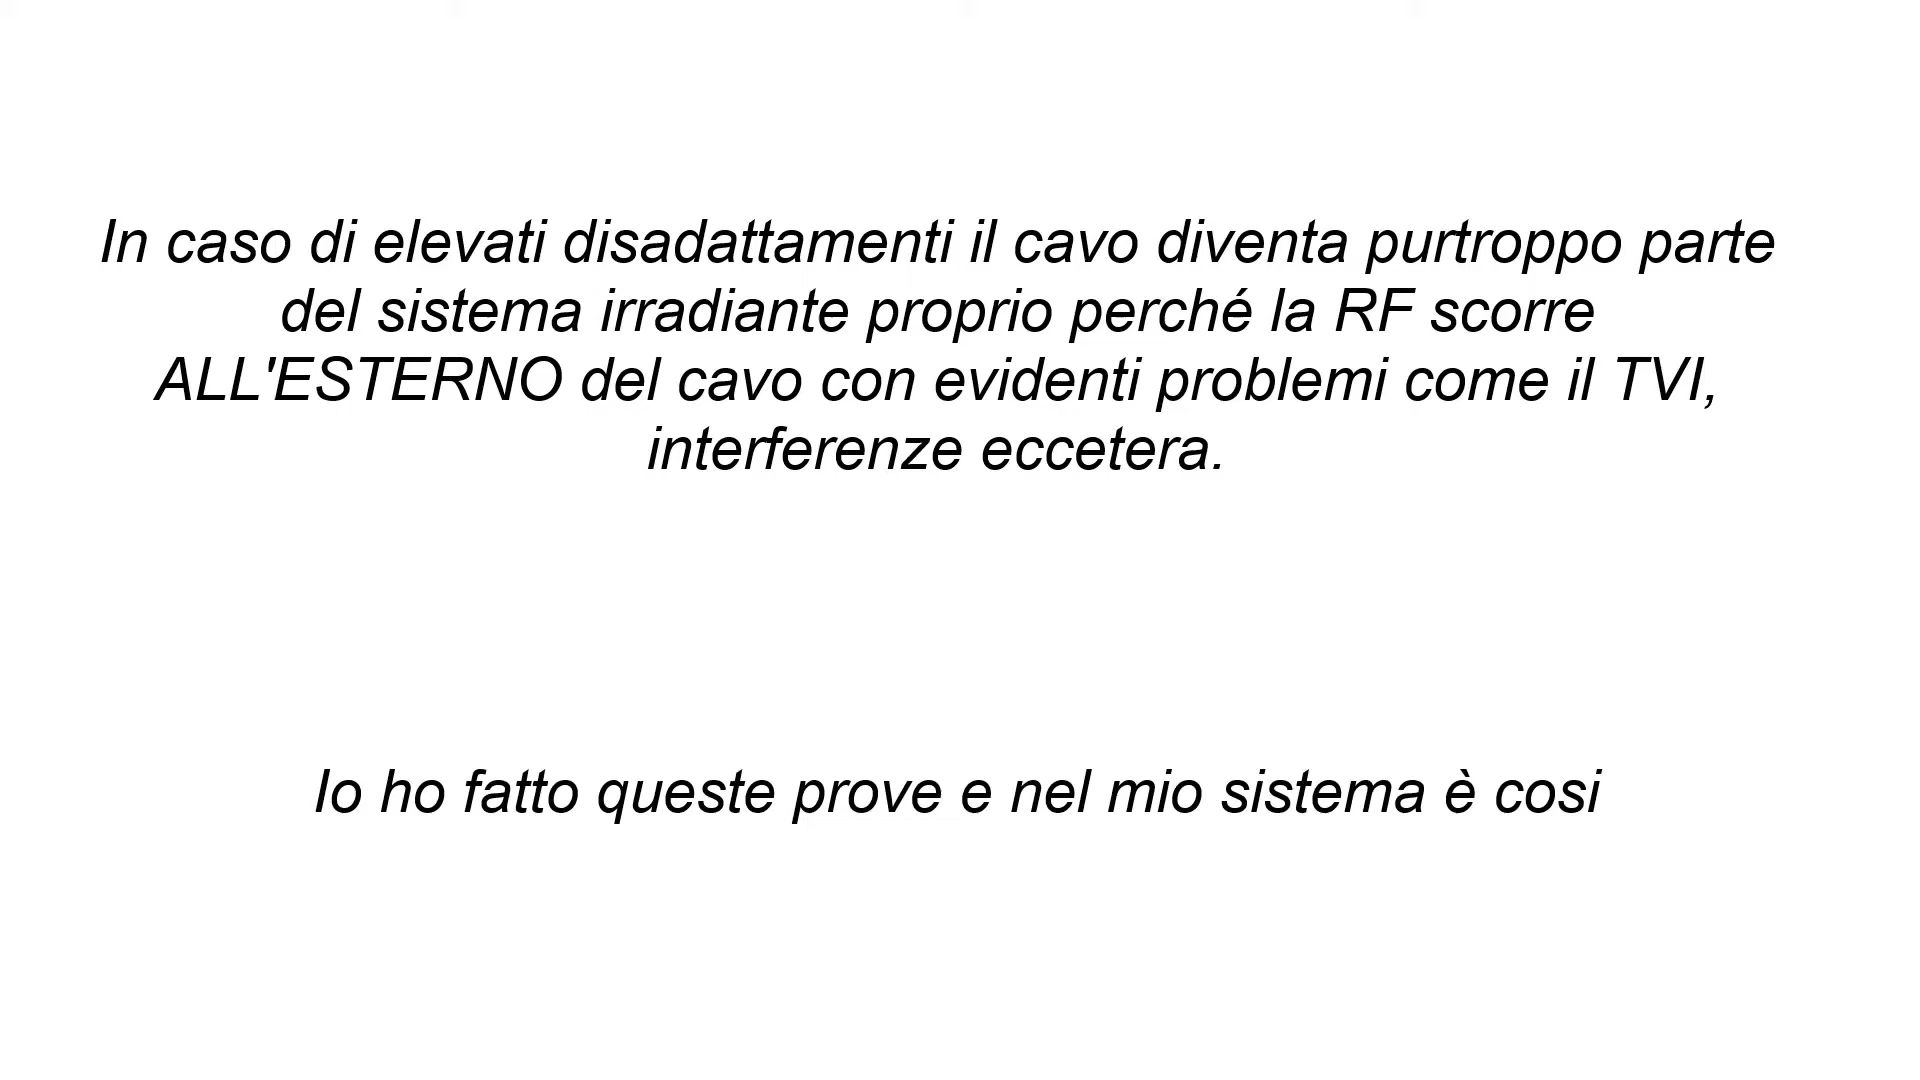 In caso di elevati disadattamenti il cavo diventa purtroppo parte
del sistema irradiante proprio perché la RF scorre
ALL'ESTERNO del cavo con evidenti problemi come il TVI,
interferenze eccetera.
Io ho fatto queste prove e nel mio sistema è cosi